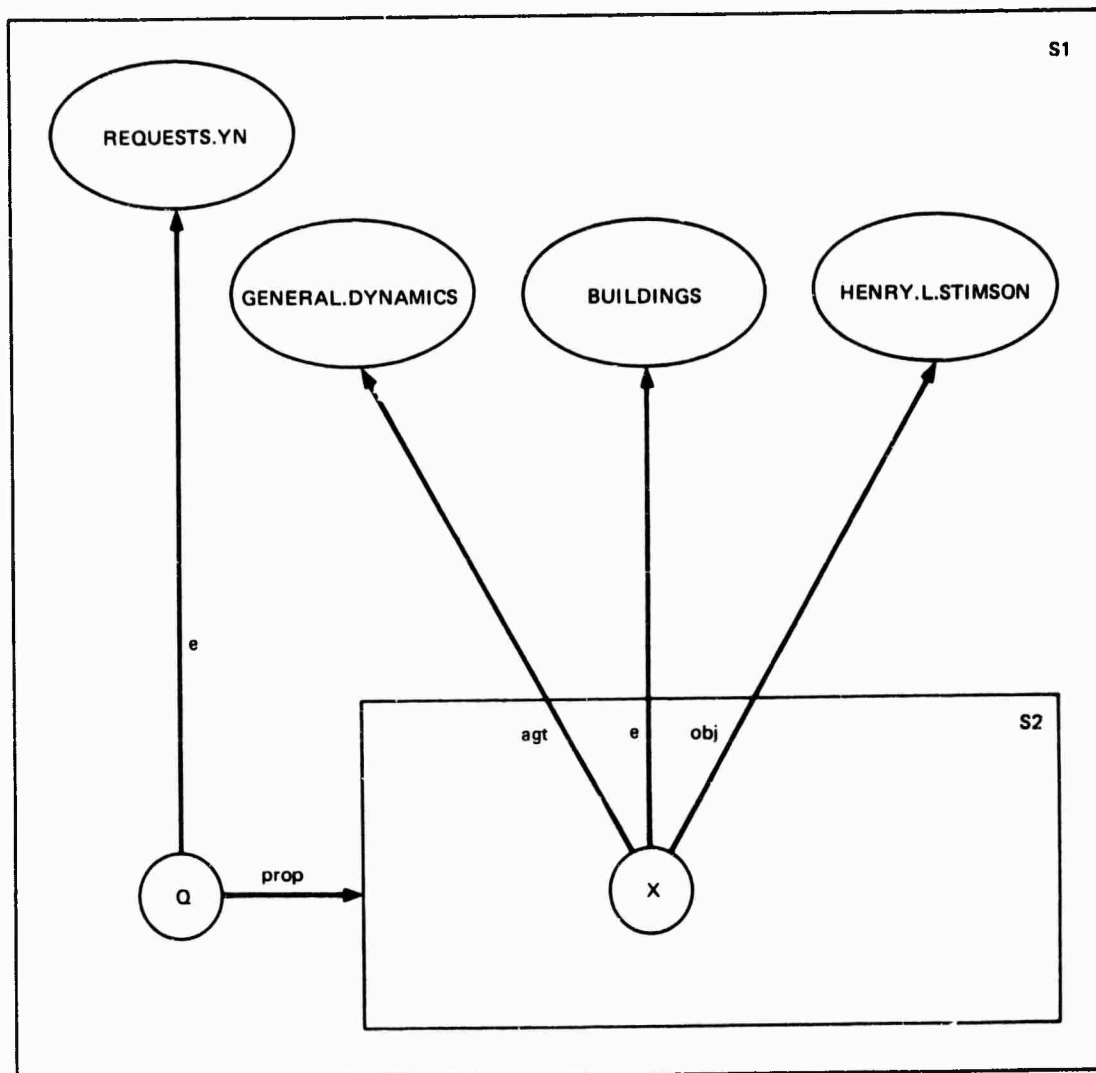 S1
REQUESTS.YN
GENERAL.DYNAMICS
BUILDINGS
HENRY.L.STIMSON
e
S2
agt
e
obj
prop
Q
X